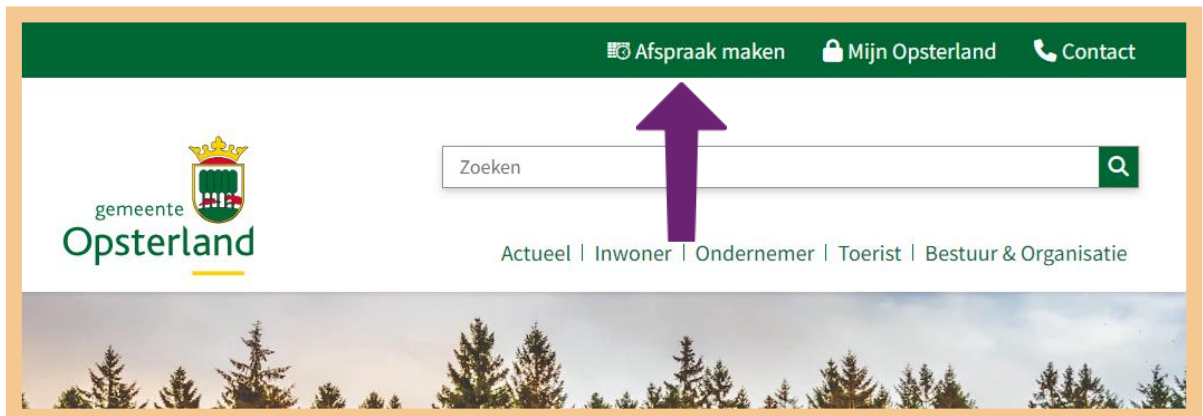 Afspraak maken Mijn Opsterland Contact
Zoeken
gemeente
Opsterland
Actueel | Inwoner | Ondernemer | Toerist | Bestuur & Organisatie